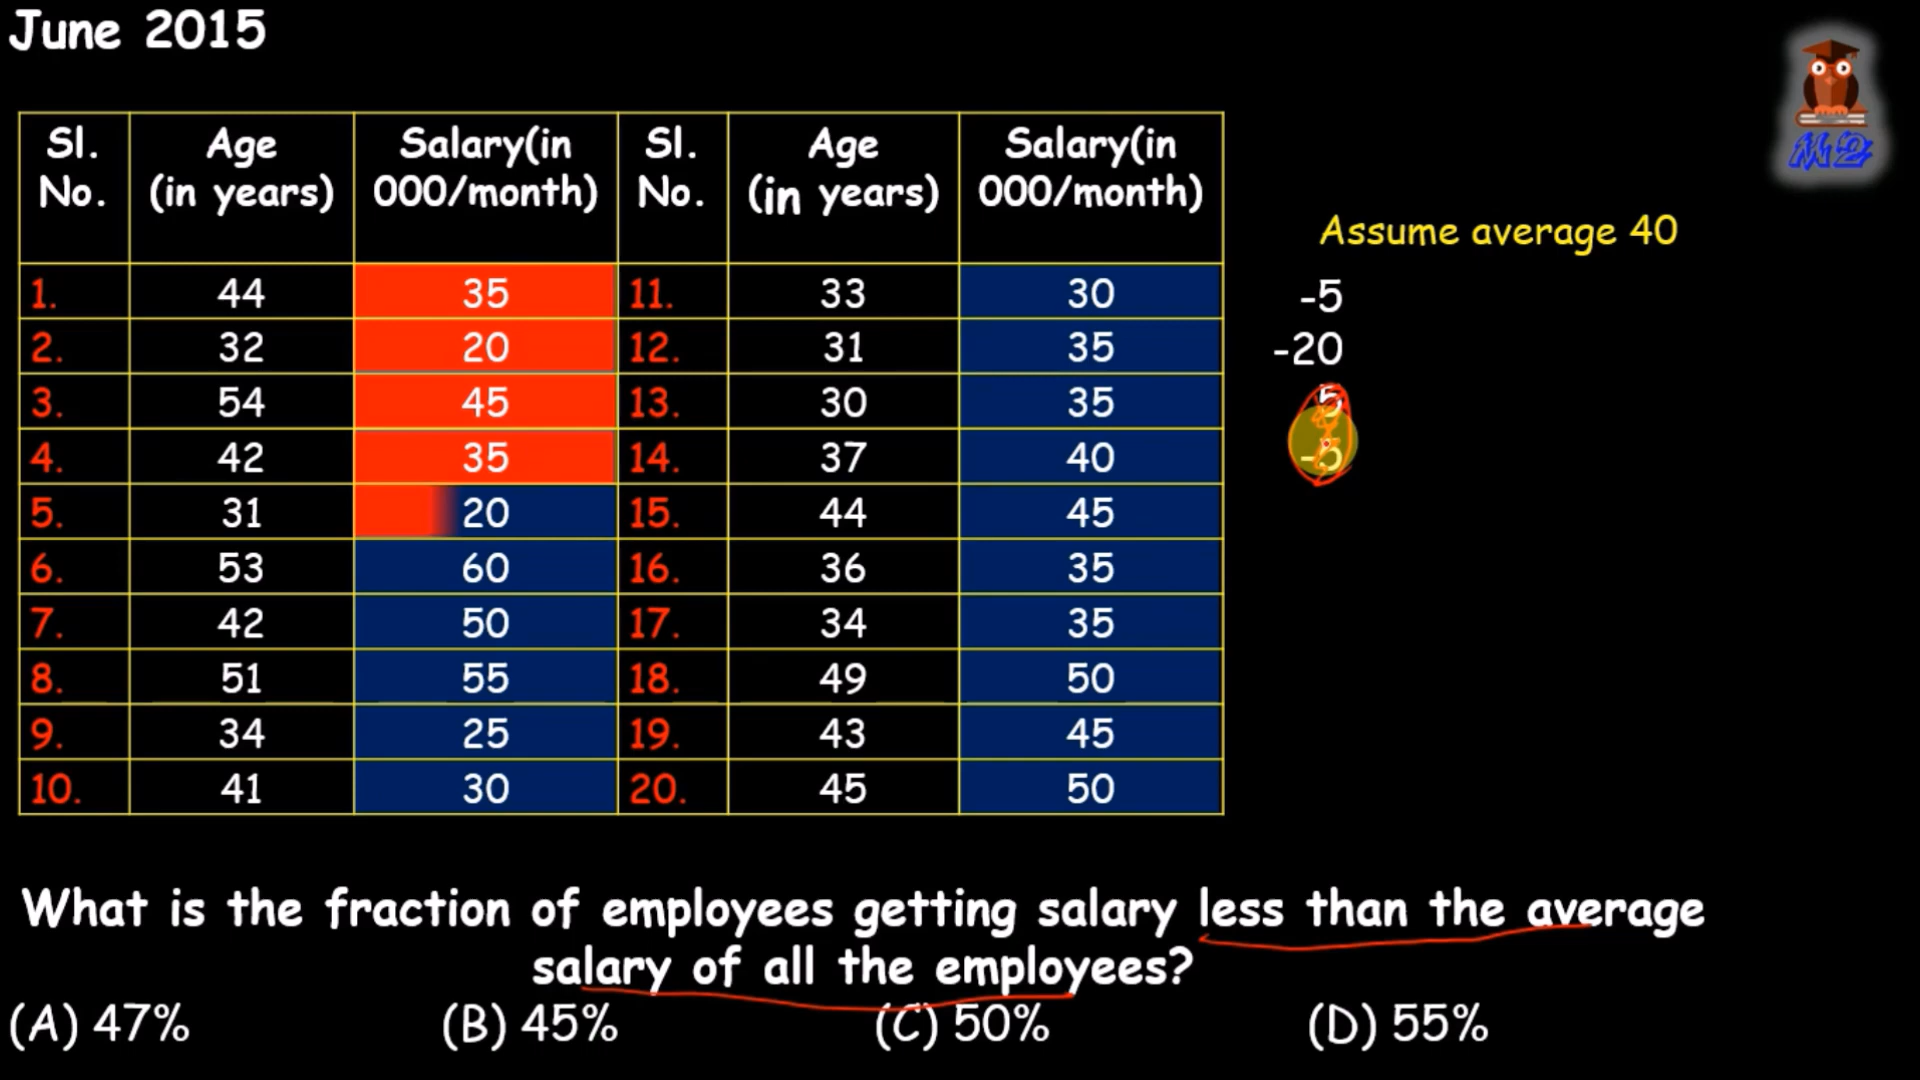 June 2015
M2
Sl. No. Age (in years) Salary(in 000/month) Sl. No. Age (in years) Salary(in 000/month)
Assume average 40
1. 44 35 11. 33 30 -5
2. 32 20 12. 31 35 -20
3. 54 45 13. 30 35 5
4. 42 35 14. 37 40 -5
5. 31 20 15. 44 45
6. 53 60 16. 36 35
7. 42 50 17. 34 35
8. 51 55 18. 49 50
9. 34 25 19. 43 45
10. 41 30 20. 45 50
What is the fraction of employees getting salary less than the average
salary of all the employees?
(A) 47% (B) 45% (C) 50% (D) 55%